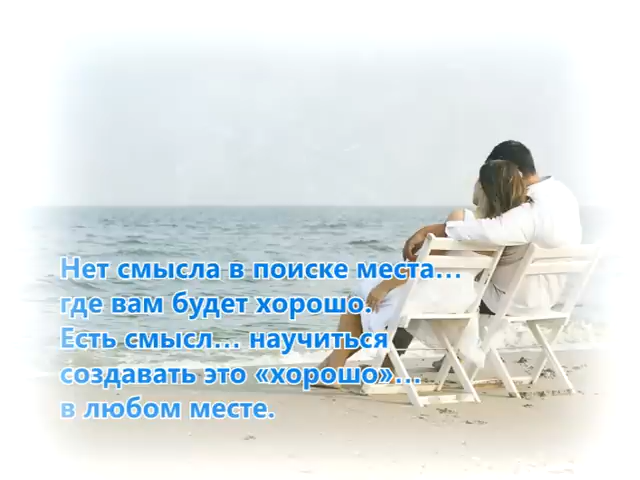 Нет смысла в поиске места...
где вам будет хорошо.
Есть смысл... научиться
создавать это «хорошо»...
в любом месте.